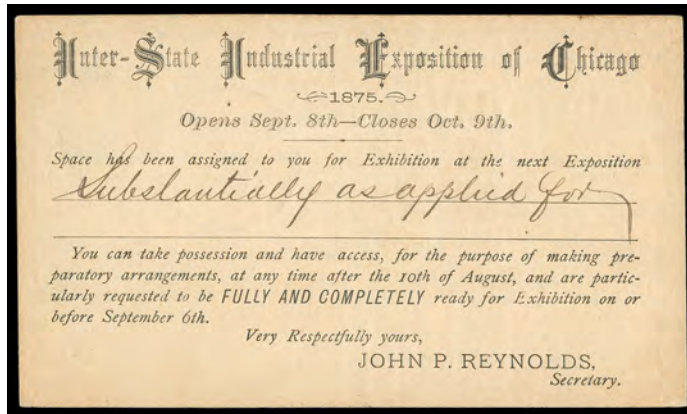 Inter-State Industrial Exposition of Chicago
1875.
Opens Sept. 8th—Closes Oct. 9th.
Space has been assigned to you for Exhibition at the next Exposition
Substantially as applied for
You can take possession and have access, for the purpose of making pre-
paratory arrangements, at any time after the 10th of August, and are partic-
ularly requested to be FULLY AND COMPLETELY ready for Exhibition on or
before September 6th.
Very Respectfully yours,
JOHN P. REYNOLDS,
Secretary.